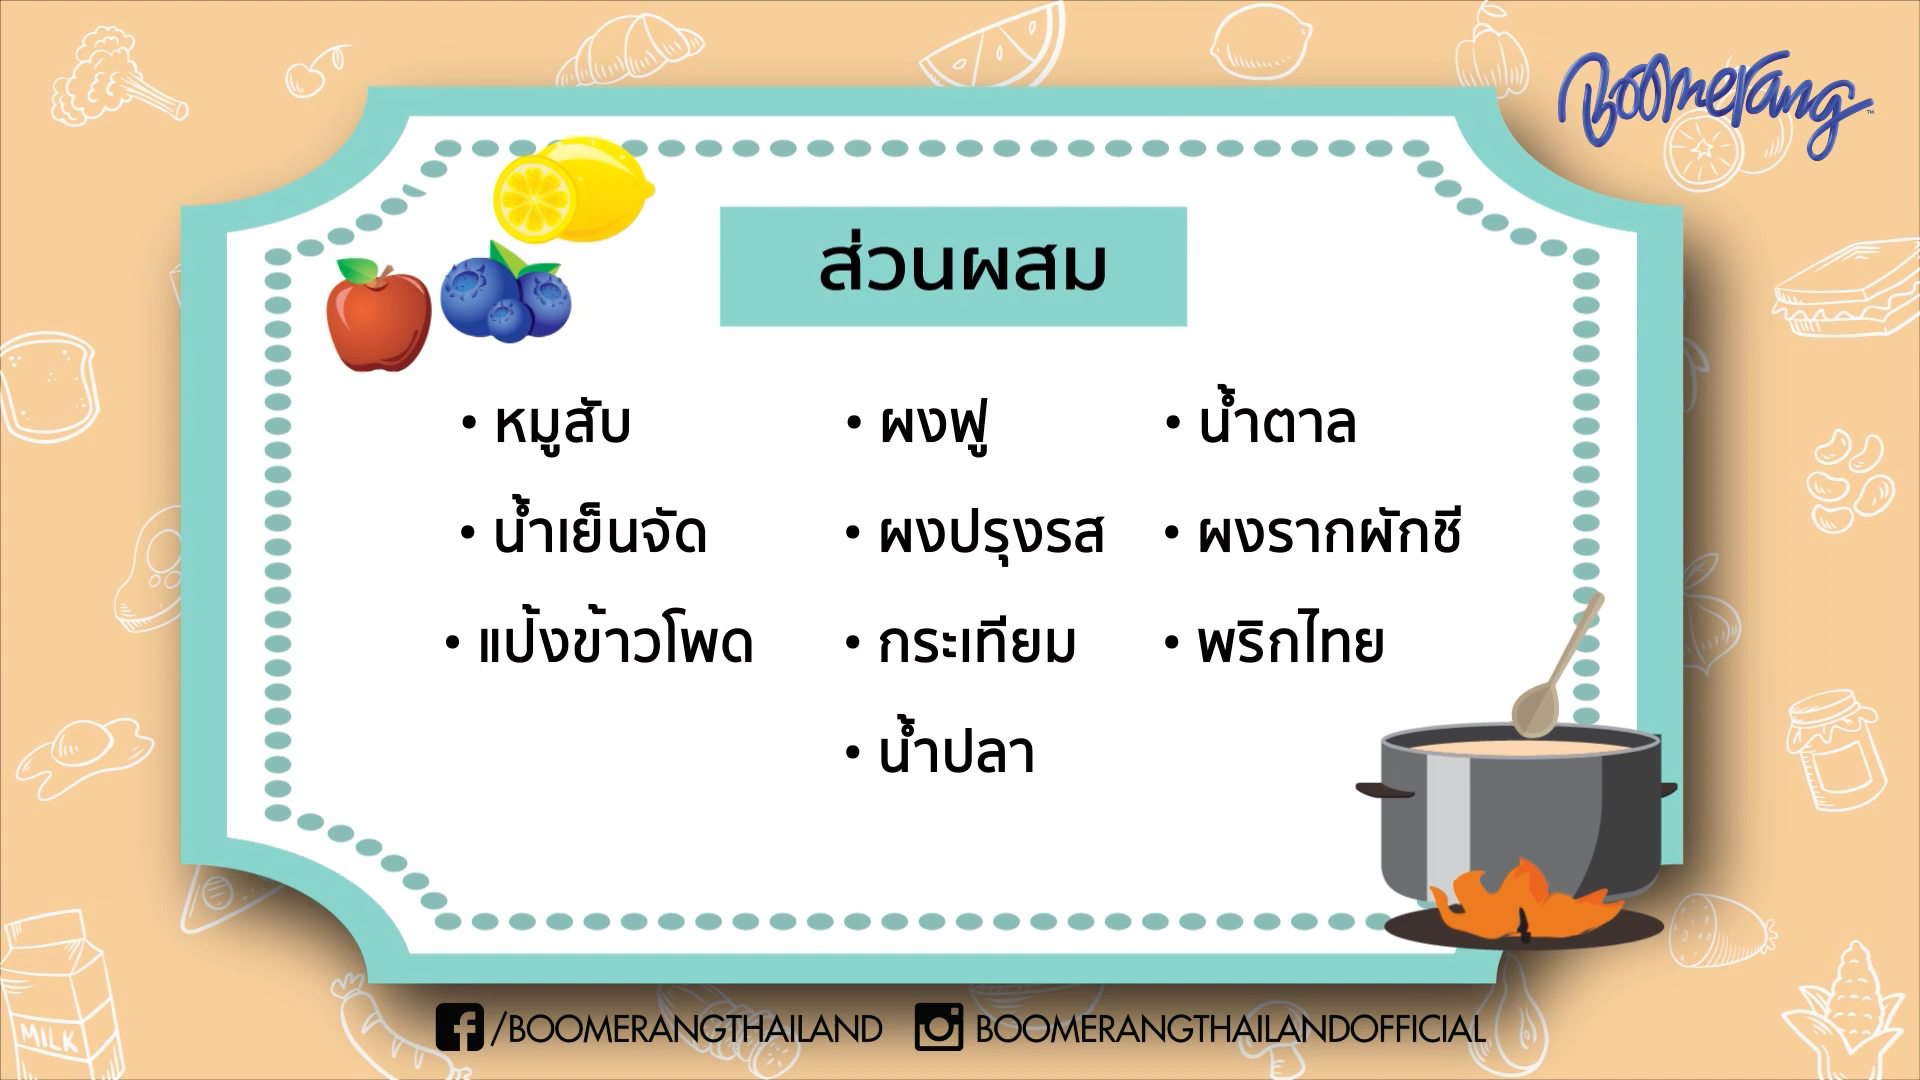 Boomerang™
ส่วนผสม
• หมูสับ
• น้ำเย็นจัด
• แป้งข้าวโพด
• ผงฟู
• ผงปรุงรส
• กระเทียม
• น้ำปลา
• น้ำตาล
• ผงรากผักชี
• พริกไทย
MILK
/BOOMERANGTHAILAND
BOOMERANGTHAILANDOFFICIAL